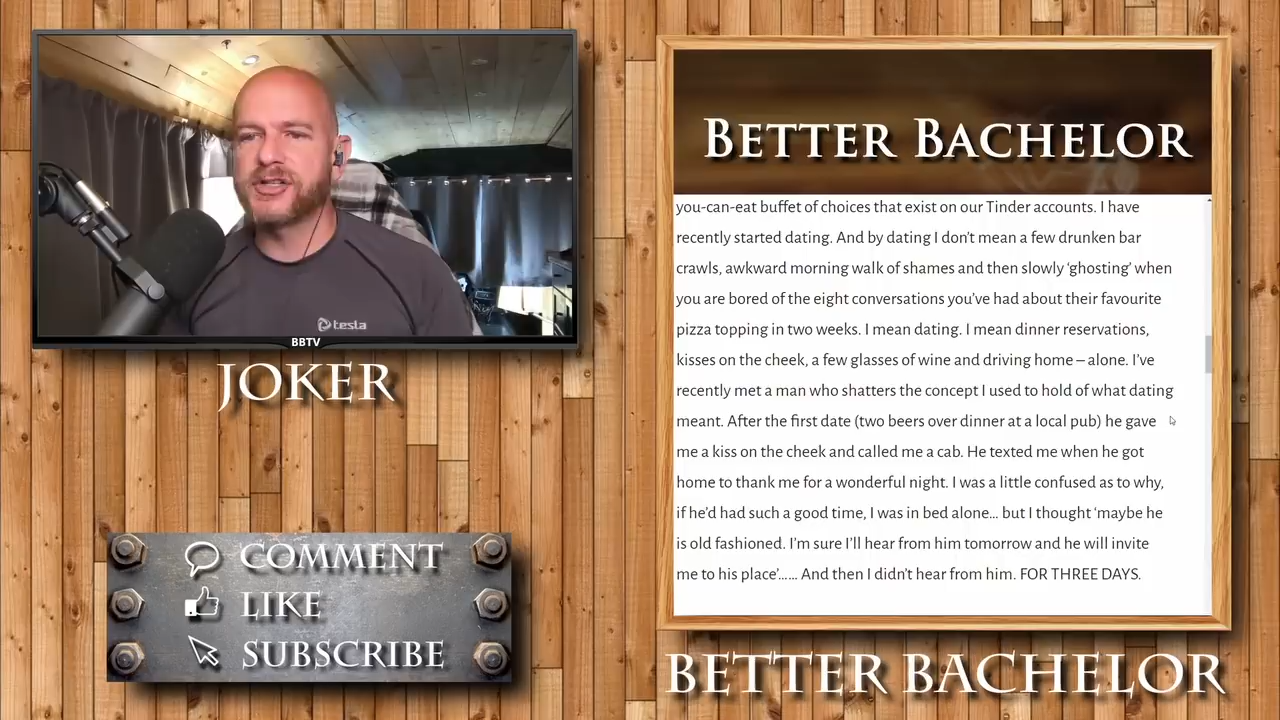 tesla
BBTV
JOKER
COMMENT
LIKE
SUBSCRIBE
BETTER BACHELOR
you-can-eat buffet of choices that exist on our Tinder accounts. I have
recently started dating. And by dating I don't mean a few drunken bar
crawls, awkward morning walk of shames and then slowly ‘ghosting’ when
you are bored of the eight conversations you've had about their favourite
pizza topping in two weeks. I mean dating. I mean dinner reservations,
kisses on the cheek, a few glasses of wine and driving home – alone. I've
recently met a man who shatters the concept I used to hold of what dating
meant. After the first date (two beers over dinner at a local pub) he gave
me a kiss on the cheek and called me a cab. He texted me when he got
home to thank me for a wonderful night. I was a little confused as to why,
if he'd had such a good time, I was in bed alone... but I thought ‘maybe he
is old fashioned. I'm sure I'll hear from him tomorrow and he will invite
me to his place’...... And then I didn't hear from him. FOR THREE DAYS.
BETTER BACHELOR